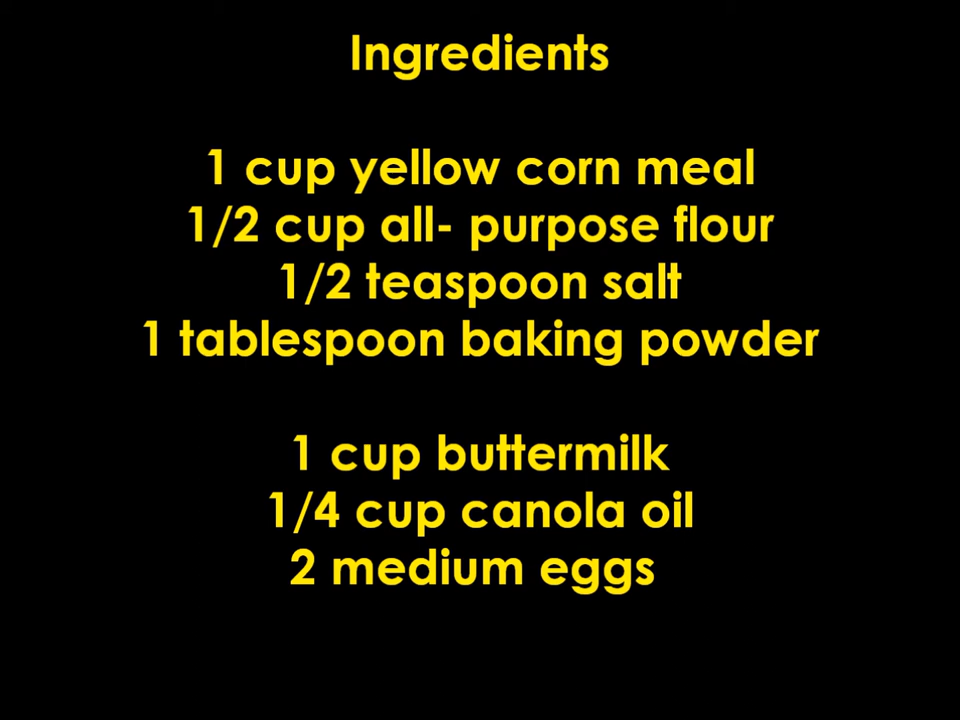 Ingredients
1 cup yellow corn meal
1/2 cup all- purpose flour
1/2 teaspoon salt
1 tablespoon baking powder
1 cup buttermilk
1/4 cup canola oil
2 medium eggs